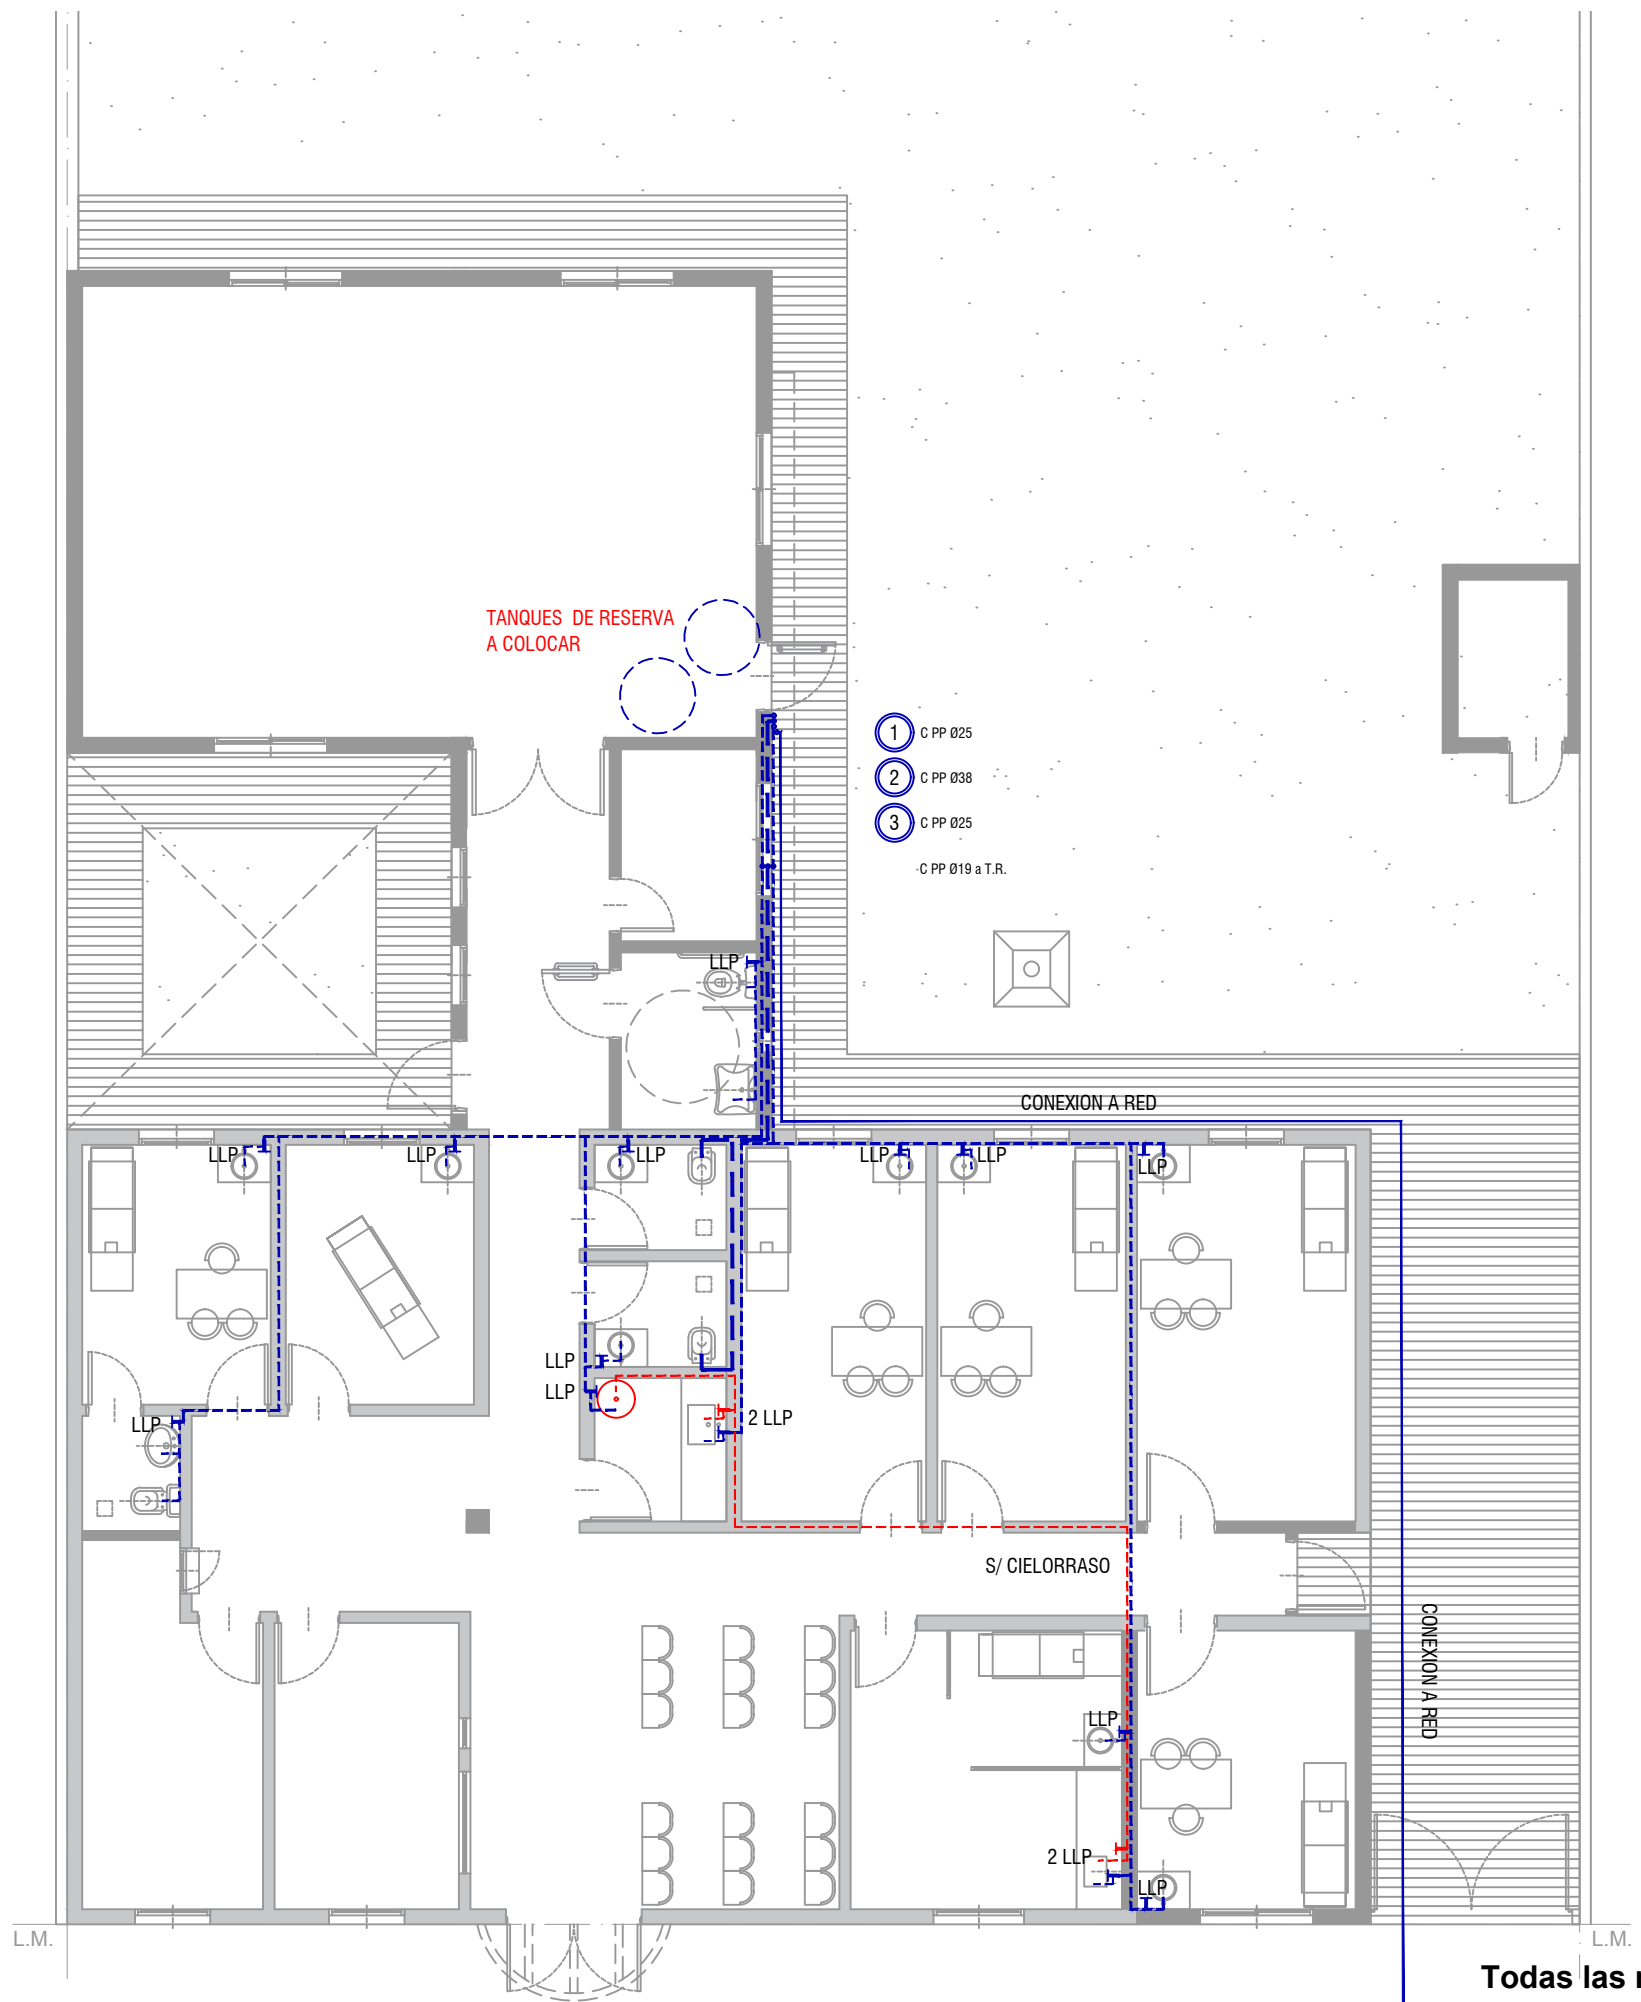 TANQUES DE RESERVA
A COLOCAR
1 C PP Ø25
2 C PP Ø38
3 C PP Ø25
C PP Ø19 a T.R.
LLP
CONEXION A RED
LLP
LLP
LLP
LLP
LLP
LLP
LLP
LLP
LLP
2 LLP
S/ CIELORRASO
CONEXION A RED
LLP
2 LLP
LLP
L.M.
L.M.
Todas las